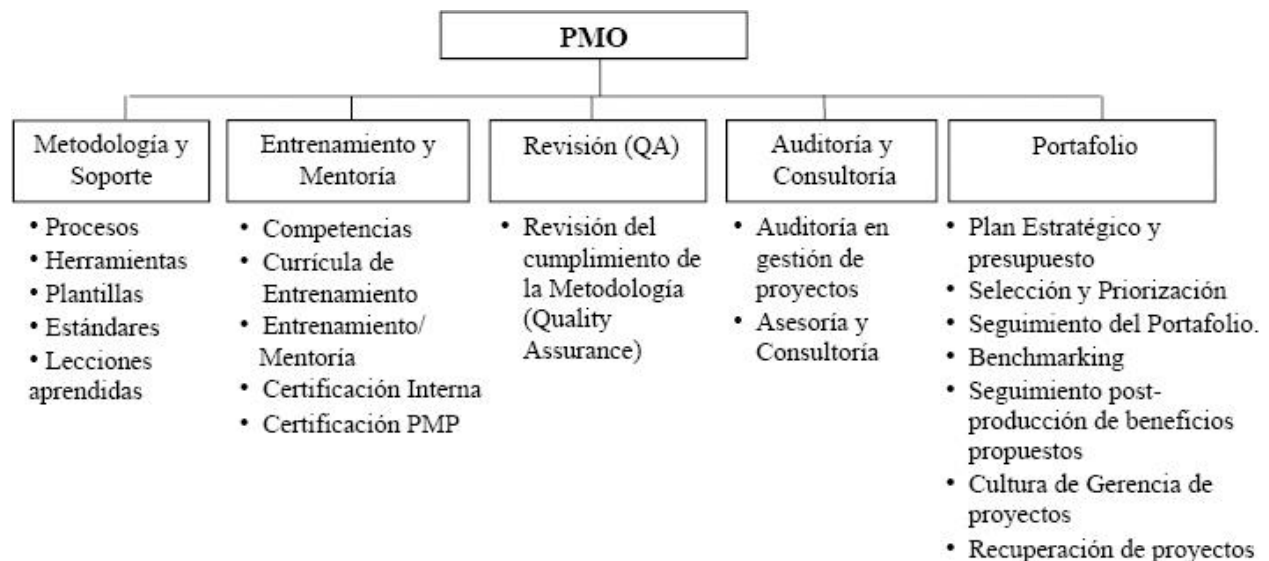 PMO
Metodología y
Soporte
• Procesos
• Herramientas
• Plantillas
• Estándares
• Lecciones
aprendidas
Entrenamiento y
Mentoría
• Competencias
• Currícula de
Entrenamiento
• Entrenamiento/
Mentoría
• Certificación Interna
• Certificación PMP
Revisión (QA)
• Revisión del
cumplimiento de
la Metodología
(Quality
Assurance)
Auditoría y
Consultoría
• Auditoría en
gestión de
proyectos
• Asesoría y
Consultoría
Portafolio
• Plan Estratégico y
presupuesto
• Selección y Priorización
• Seguimiento del Portafolio.
• Benchmarking
• Seguimiento post-
producción de beneficios
propuestos
• Cultura de Gerencia de
proyectos
• Recuperación de proyectos